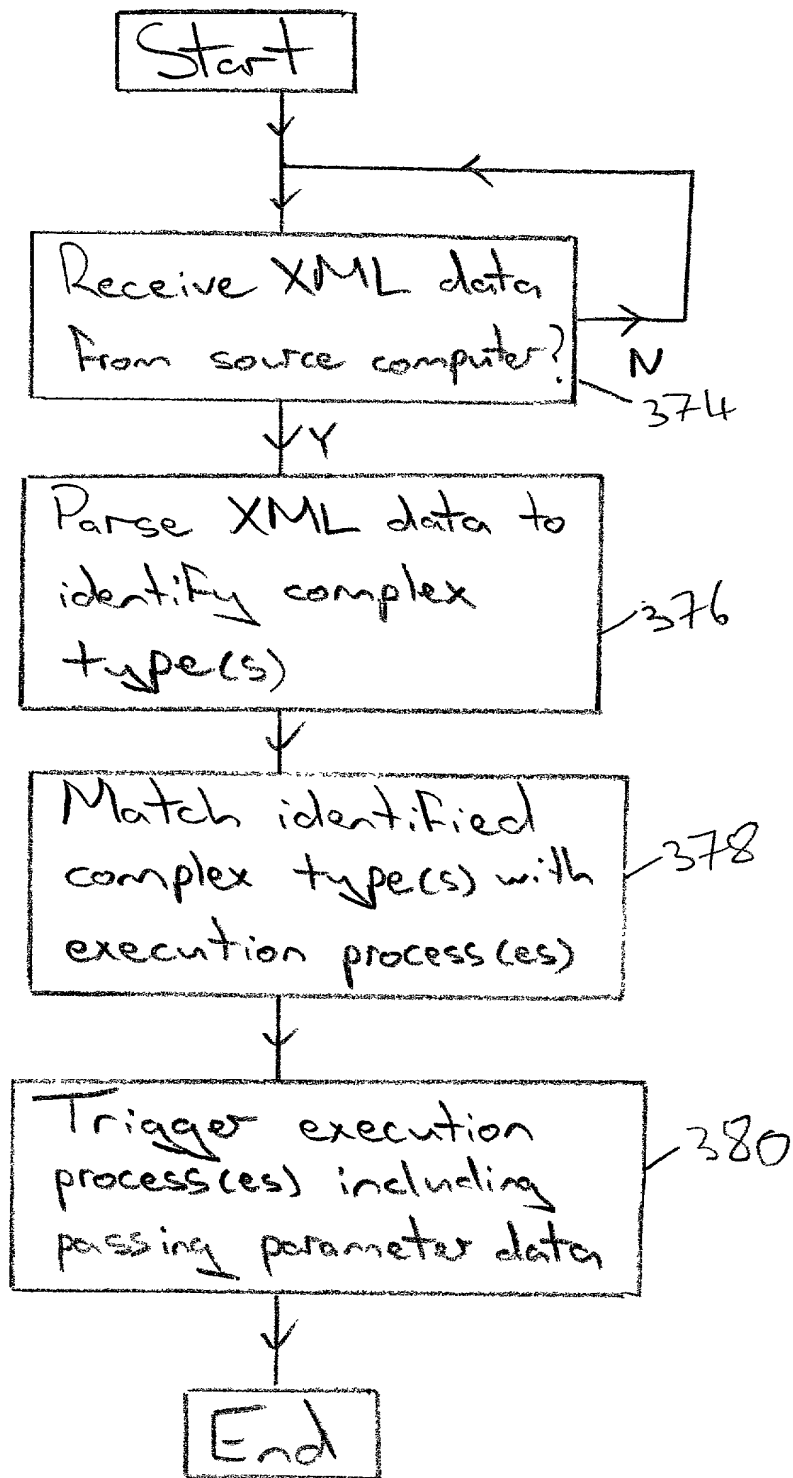 Start
Receive XML data
from source computer?
N
374
Y
Parse XML data to
identify complex
type(s)
376
Match identified
complex type(s) with
execution process(es)
378
Trigger execution
process(es) including
passing parameter data
380
End